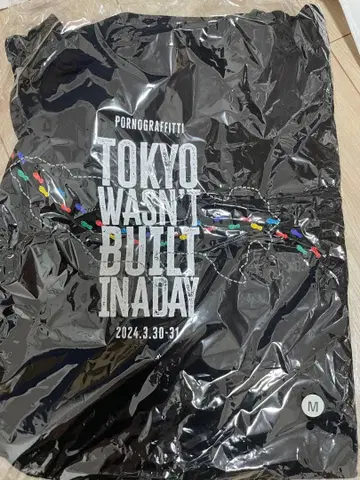 PORNOGRAFFITTI
TOKYO
WASN'T
BUILT
INADAY
2024.3.30-31
M